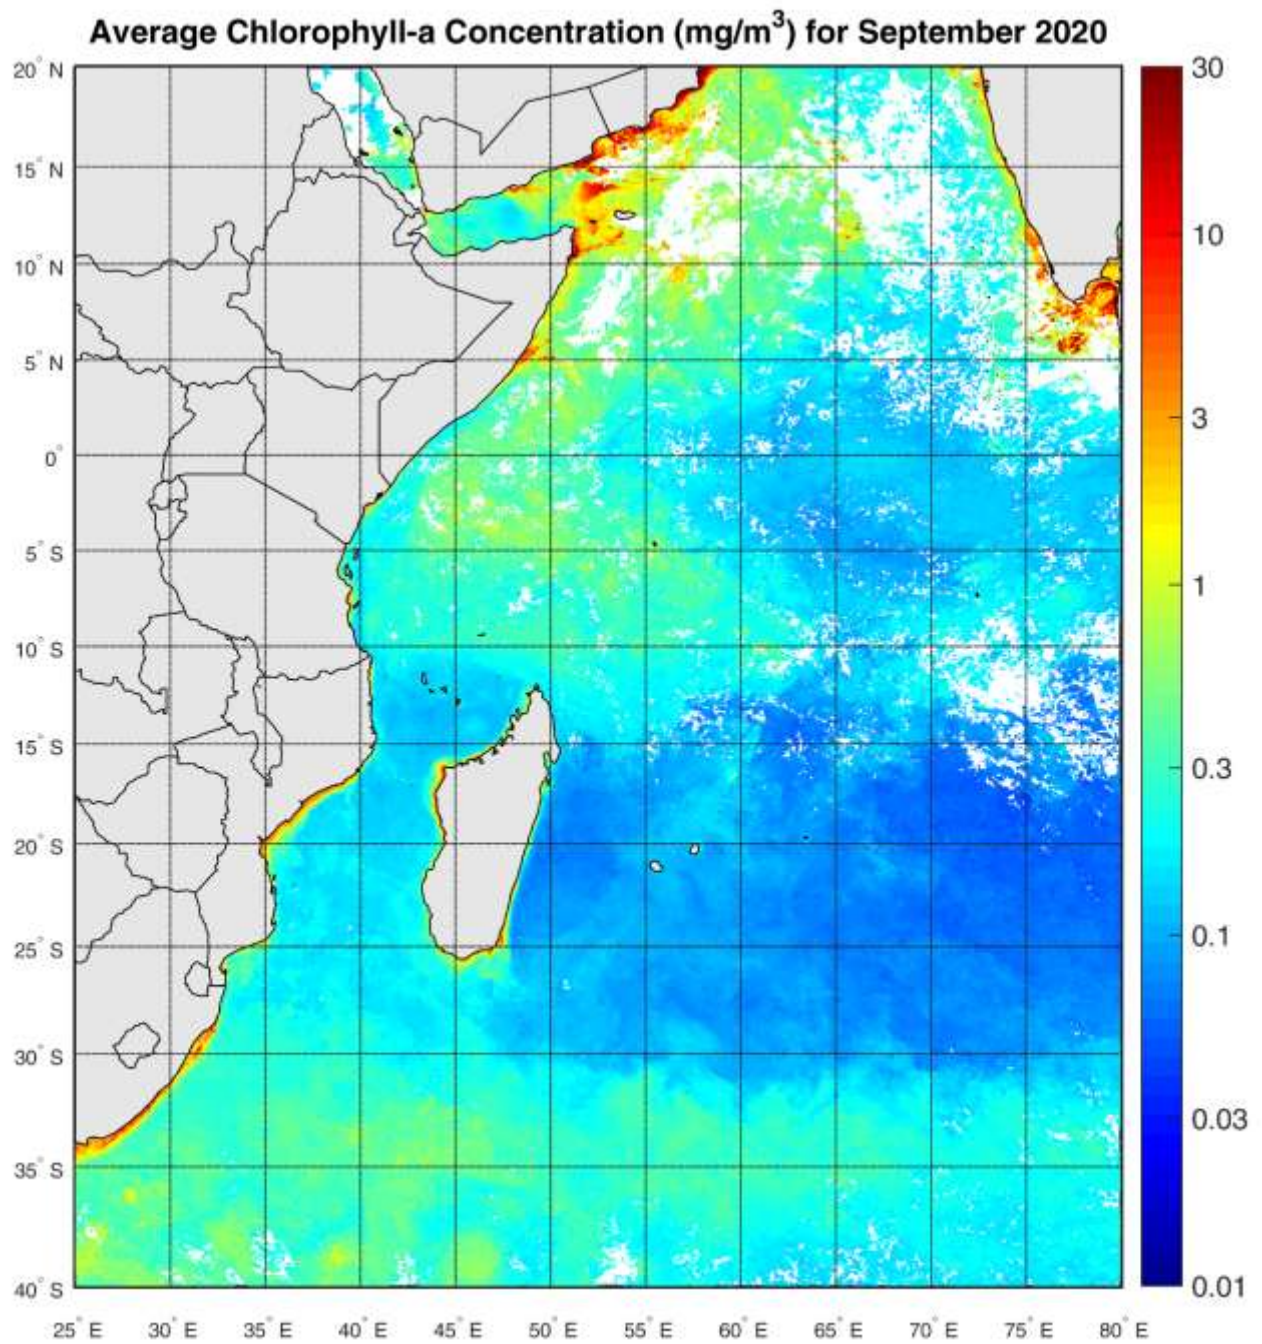 Average Chlorophyll-a Concentration (mg/m³) for September 2020
20° N
15° N
10° N
5° N
0°
5° S
10° S
15° S
20° S
25° S
30° S
35° S
40° S
25° E 30° E 35° E 40° E 45° E 50° E 55° E 60° E 65° E 70° E 75° E 80° E
30
10
3
1
0.3
0.1
0.03
0.01